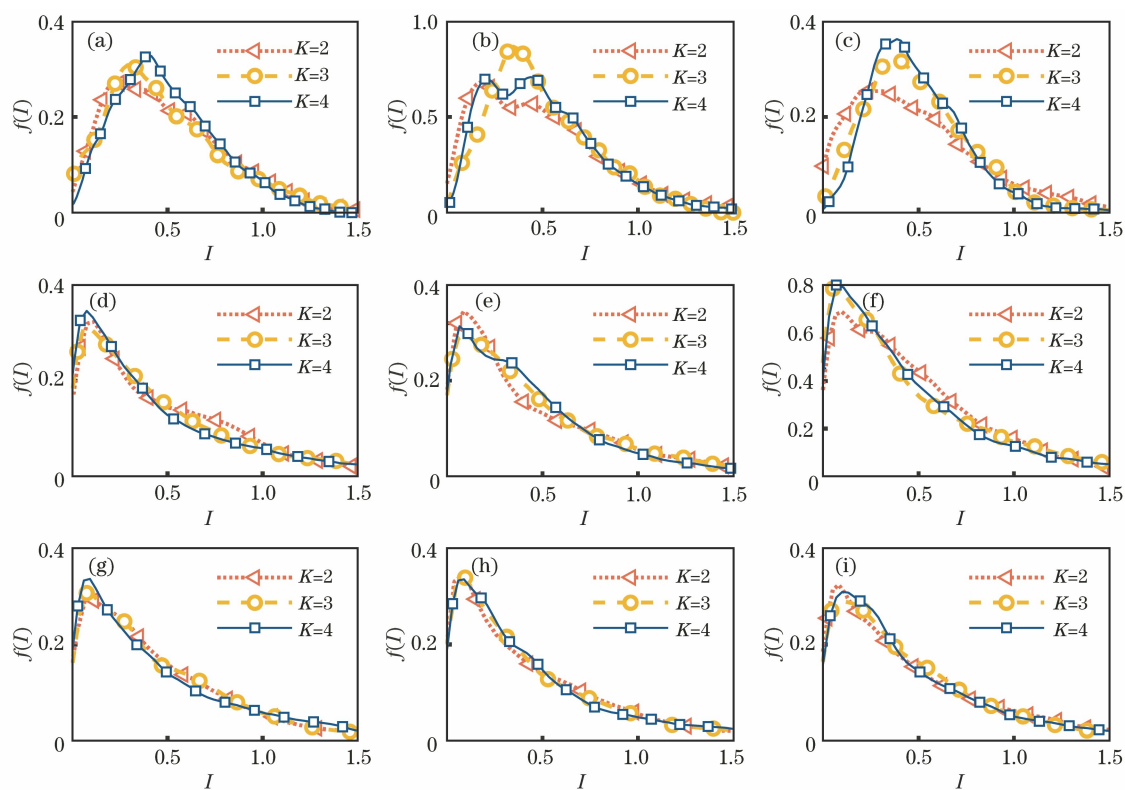 0.4
(a)
K=2
K=3
K=4
0.2
f(I)
0
0.5
1.0
1.5
I
1.0
(b)
K=2
K=3
K=4
0.5
f(I)
0
0.5
1.0
1.5
I
0.4
(c)
K=2
K=3
K=4
0.2
f(I)
0
0.5
1.0
1.5
I
0.4
(d)
K=2
K=3
K=4
0.2
f(I)
0
0.5
1.0
1.5
I
0.4
(e)
K=2
K=3
K=4
0.2
f(I)
0
0.5
1.0
1.5
I
0.8
(f)
K=2
K=3
K=4
0.6
0.4
0.2
f(I)
0
0.5
1.0
1.5
I
0.4
(g)
K=2
K=3
K=4
0.2
f(I)
0
0.5
1.0
1.5
I
0.4
(h)
K=2
K=3
K=4
0.2
f(I)
0
0.5
1.0
1.5
I
0.4
(i)
K=2
K=3
K=4
0.2
f(I)
0
0.5
1.0
1.5
I